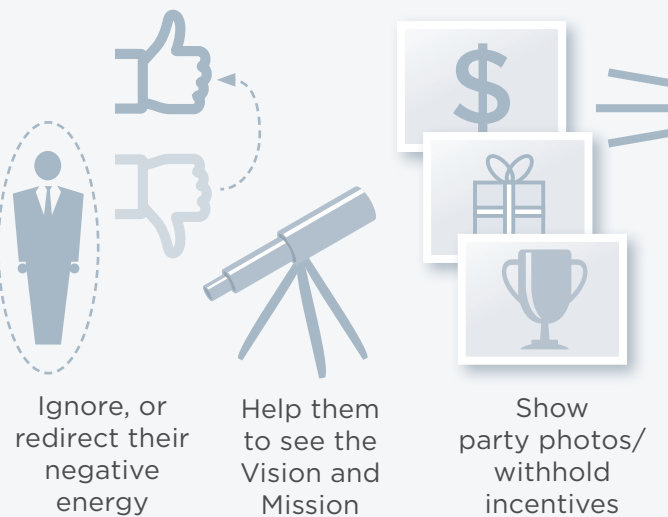 $
Ignore, or
redirect their
negative
energy
Help them
to see the
Vision and
Mission
Show
party photos/
withhold
incentives